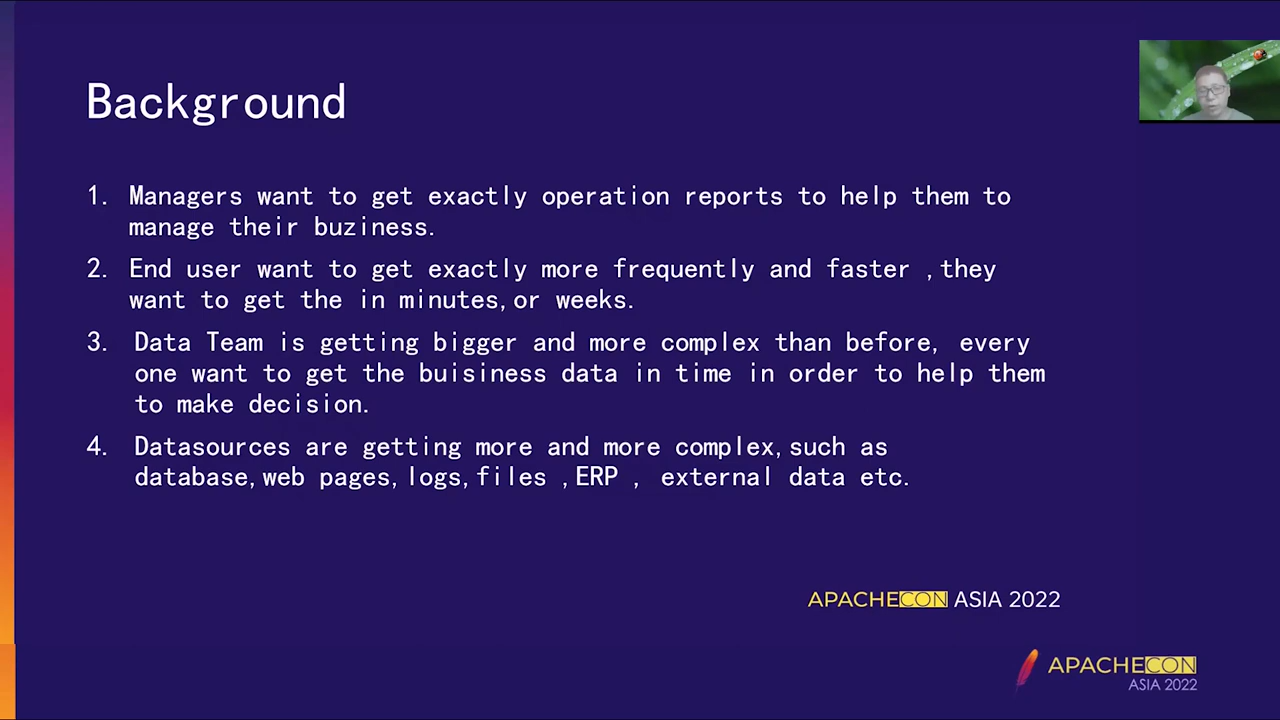 Background
1. Managers want to get exactly operation reports to help them to
manage their buziness.
2. End user want to get exactly more frequently and faster ,they
want to get the in minutes,or weeks.
3. Data Team is getting bigger and more complex than before, every
one want to get the buisiness data in time in order to help them
to make decision.
4. Datasources are getting more and more complex,such as
database,web pages,logs,files ,ERP , external data etc.
APACHECON ASIA 2022
APACHECON
ASIA 2022